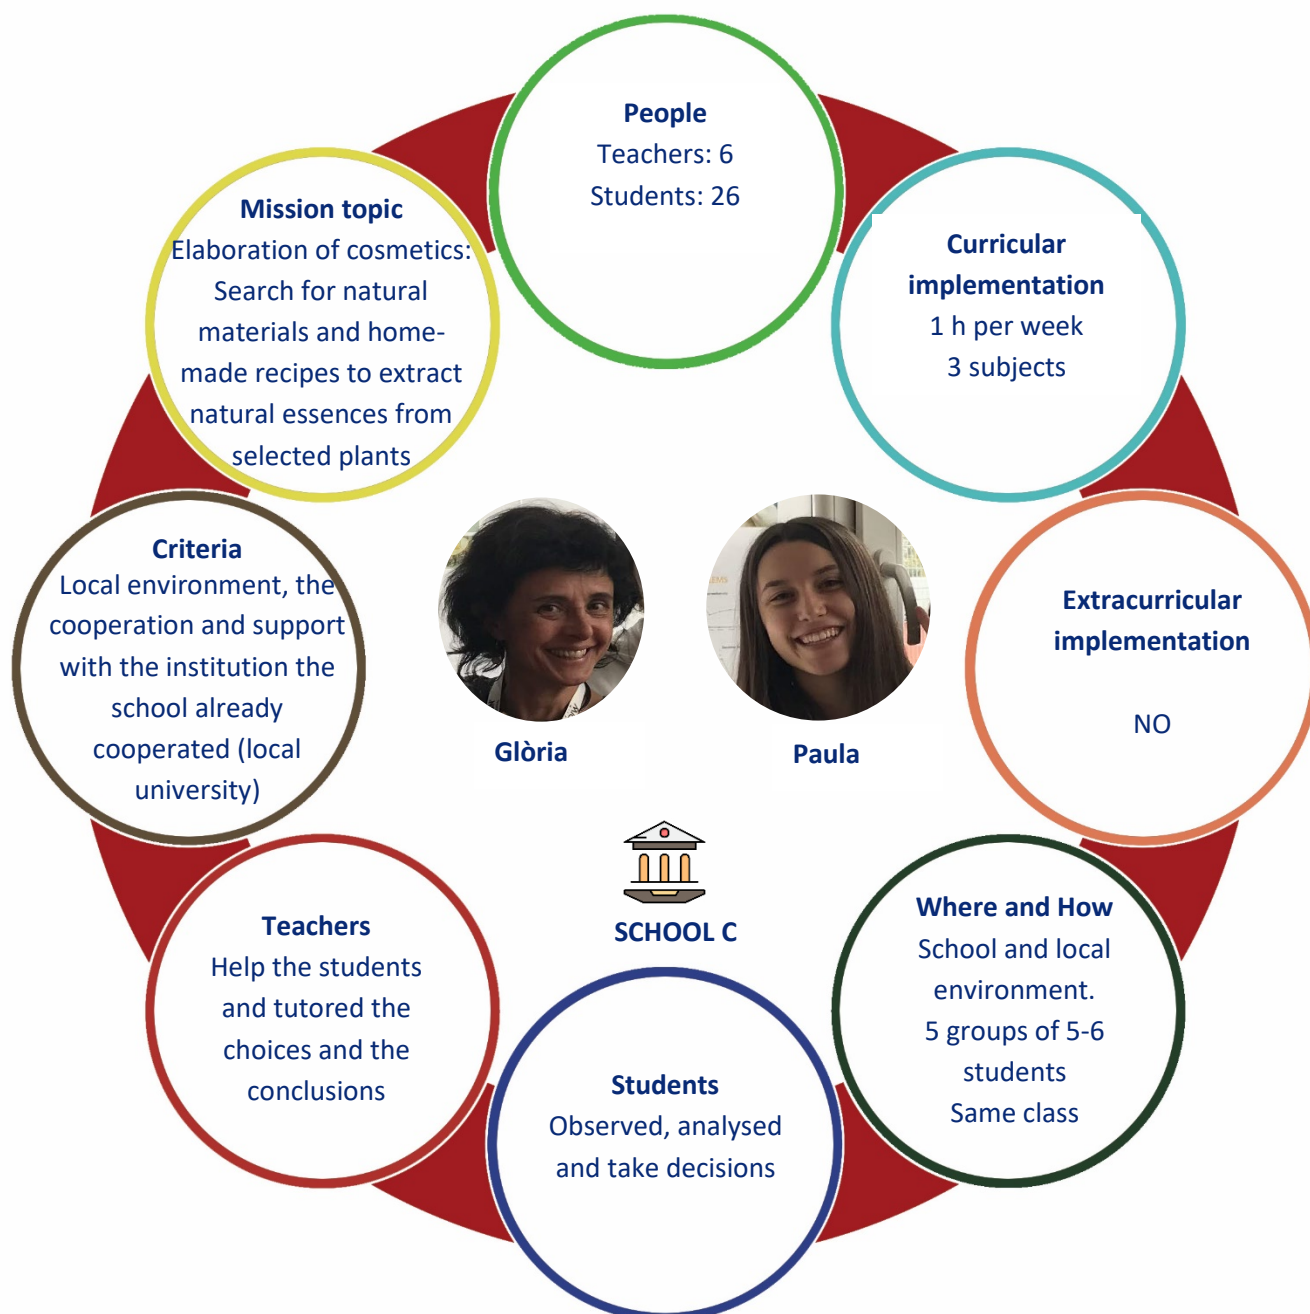 People
Teachers: 6
Students: 26
Mission topic
Elaboration of cosmetics:
Search for natural
materials and home-
made recipes to extract
natural essences from
selected plants
Curricular
implementation
1 h per week
3 subjects
Criteria
Local environment, the
cooperation and support
with the institution the
school already
cooperated (local
university)
Extracurricular
implementation
NO
Glòria
Paula
SCHOOL C
Teachers
Help the students
and tutored the
choices and the
conclusions
Where and How
School and local
environment.
5 groups of 5-6
students
Same class
Students
Observed, analysed
and take decisions